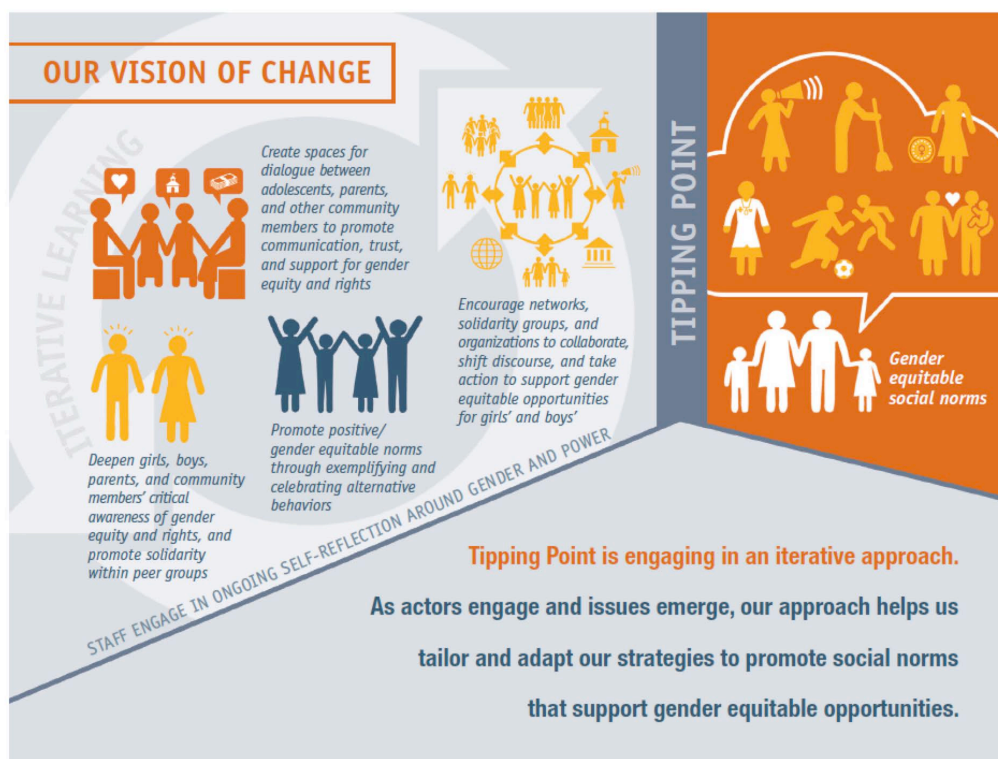 OUR VISION OF CHANGE
ITERATIVE LEARNING
Create spaces for
dialogue between
adolescents, parents,
and other community
members to promote
communication, trust,
and support for gender
equity and rights
Deepen girls, boys,
parents, and community
members' critical
awareness of gender
equity and rights, and
promote solidarity
within peer groups
Promote positive/
gender equitable norms
through exemplifying and
celebrating alternative
behaviors
Encourage networks,
solidarity groups, and
organizations to collaborate,
shift discourse, and take
action to support gender
equitable opportunities
for girls' and boys'
STAFF ENGAGE IN ONGOING SELF-REFLECTION AROUND GENDER AND POWER
TIPPING POINT
Gender
equitable
social norms
Tipping Point is engaging in an iterative approach.
As actors engage and issues emerge, our approach helps us
tailor and adapt our strategies to promote social norms
that support gender equitable opportunities.